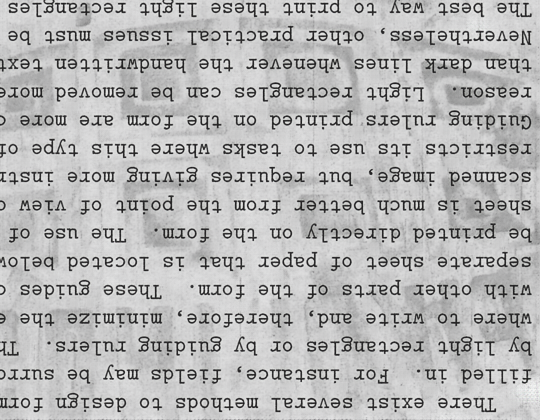 There exist several methods to design form
filled in. For instance, fields may be surro
by light rectangles or by guiding rulers. Th
where to write and, therefore, minimize the e
with other parts of the form. These guides c
separate sheet of paper that is located below
be printed directly on the form. The use of
sheet is much better from the point of view o
scanned image, but requires giving more instr
restricts its use to tasks where this type of
Guiding rulers printed on the form are more c
reason. Light rectangles can be removed more
than dark lines whenever the handwritten text
Nevertheless, other practical issues must be
The best way to print these light rectangles